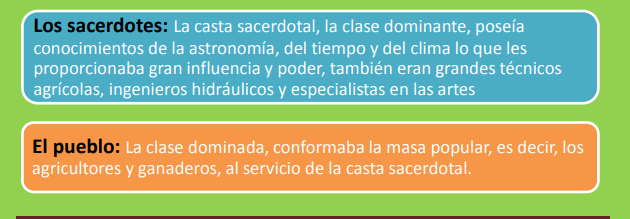 Los sacerdotes: La casta sacerdotal, la clase dominante, poseía
conocimientos de la astronomía, del tiempo y del clima lo que les
proporcionaba gran influencia y poder, también eran grandes técnicos
agrícolas, ingenieros hidráulicos y especialistas en las artes
El pueblo: La clase dominada, conformaba la masa popular, es decir, los
agricultores y ganaderos, al servicio de la casta sacerdotal.